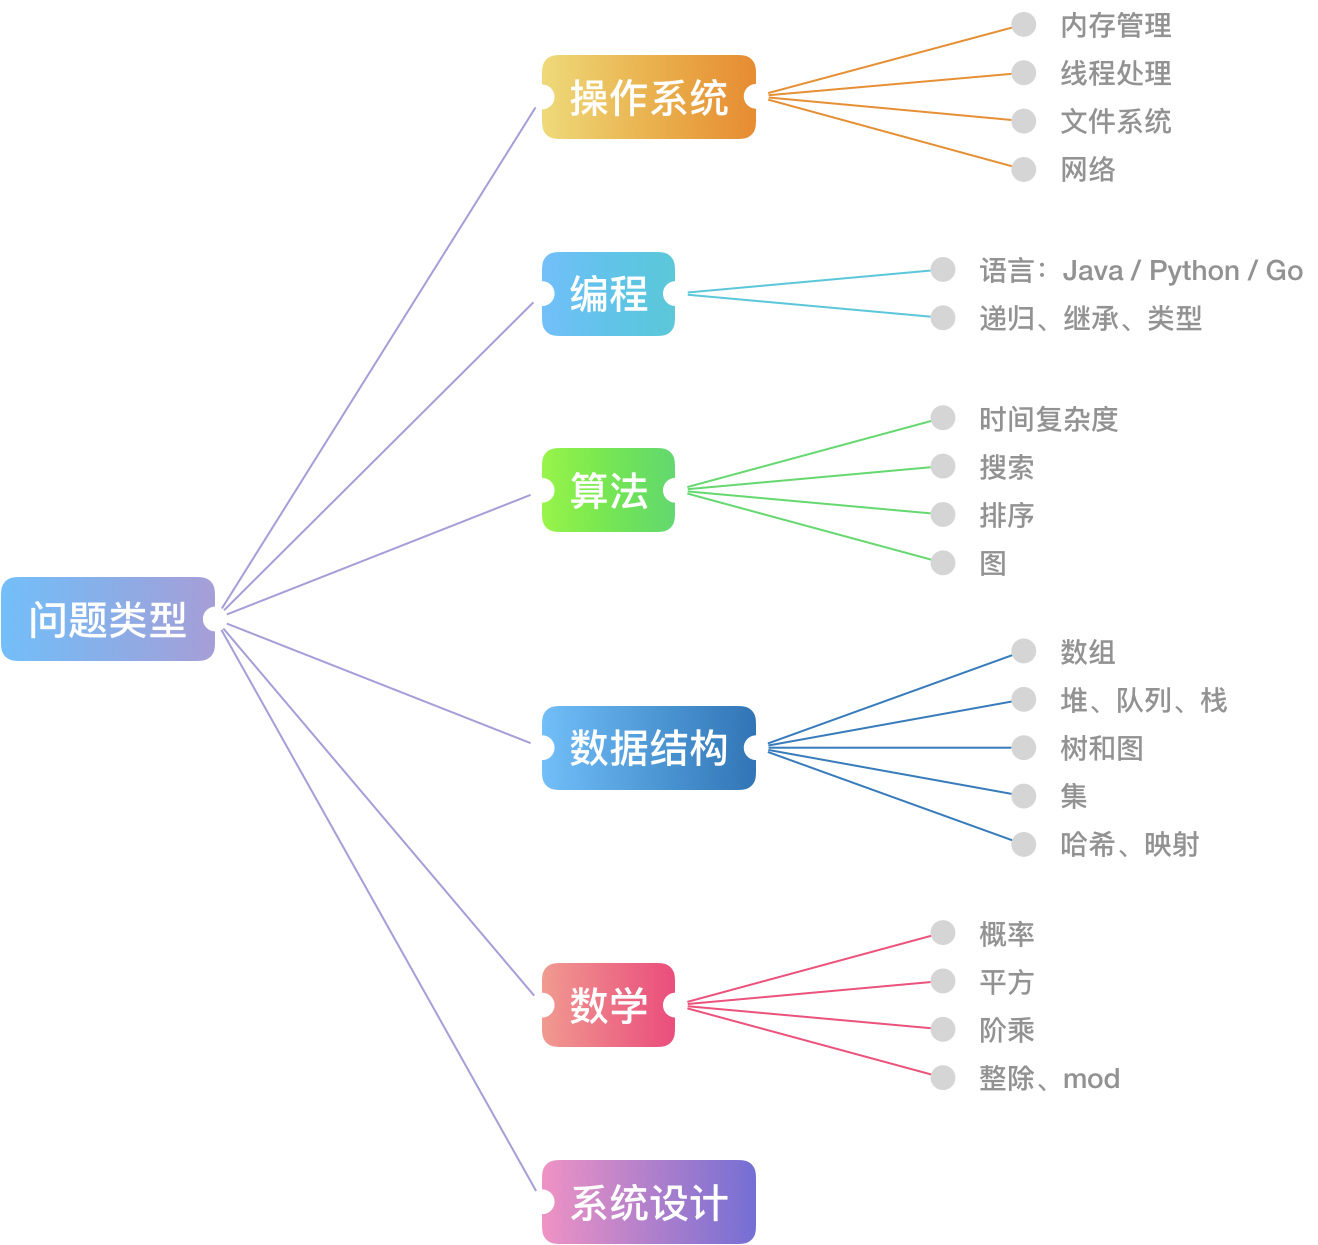 问题类型
操作系统
内存管理
线程处理
文件系统
网络
编程
语言：Java / Python / Go
递归、继承、类型
算法
时间复杂度
搜索
排序
图
数据结构
数组
堆、队列、栈
树和图
集
哈希、映射
数学
概率
平方
阶乘
整除、mod
系统设计